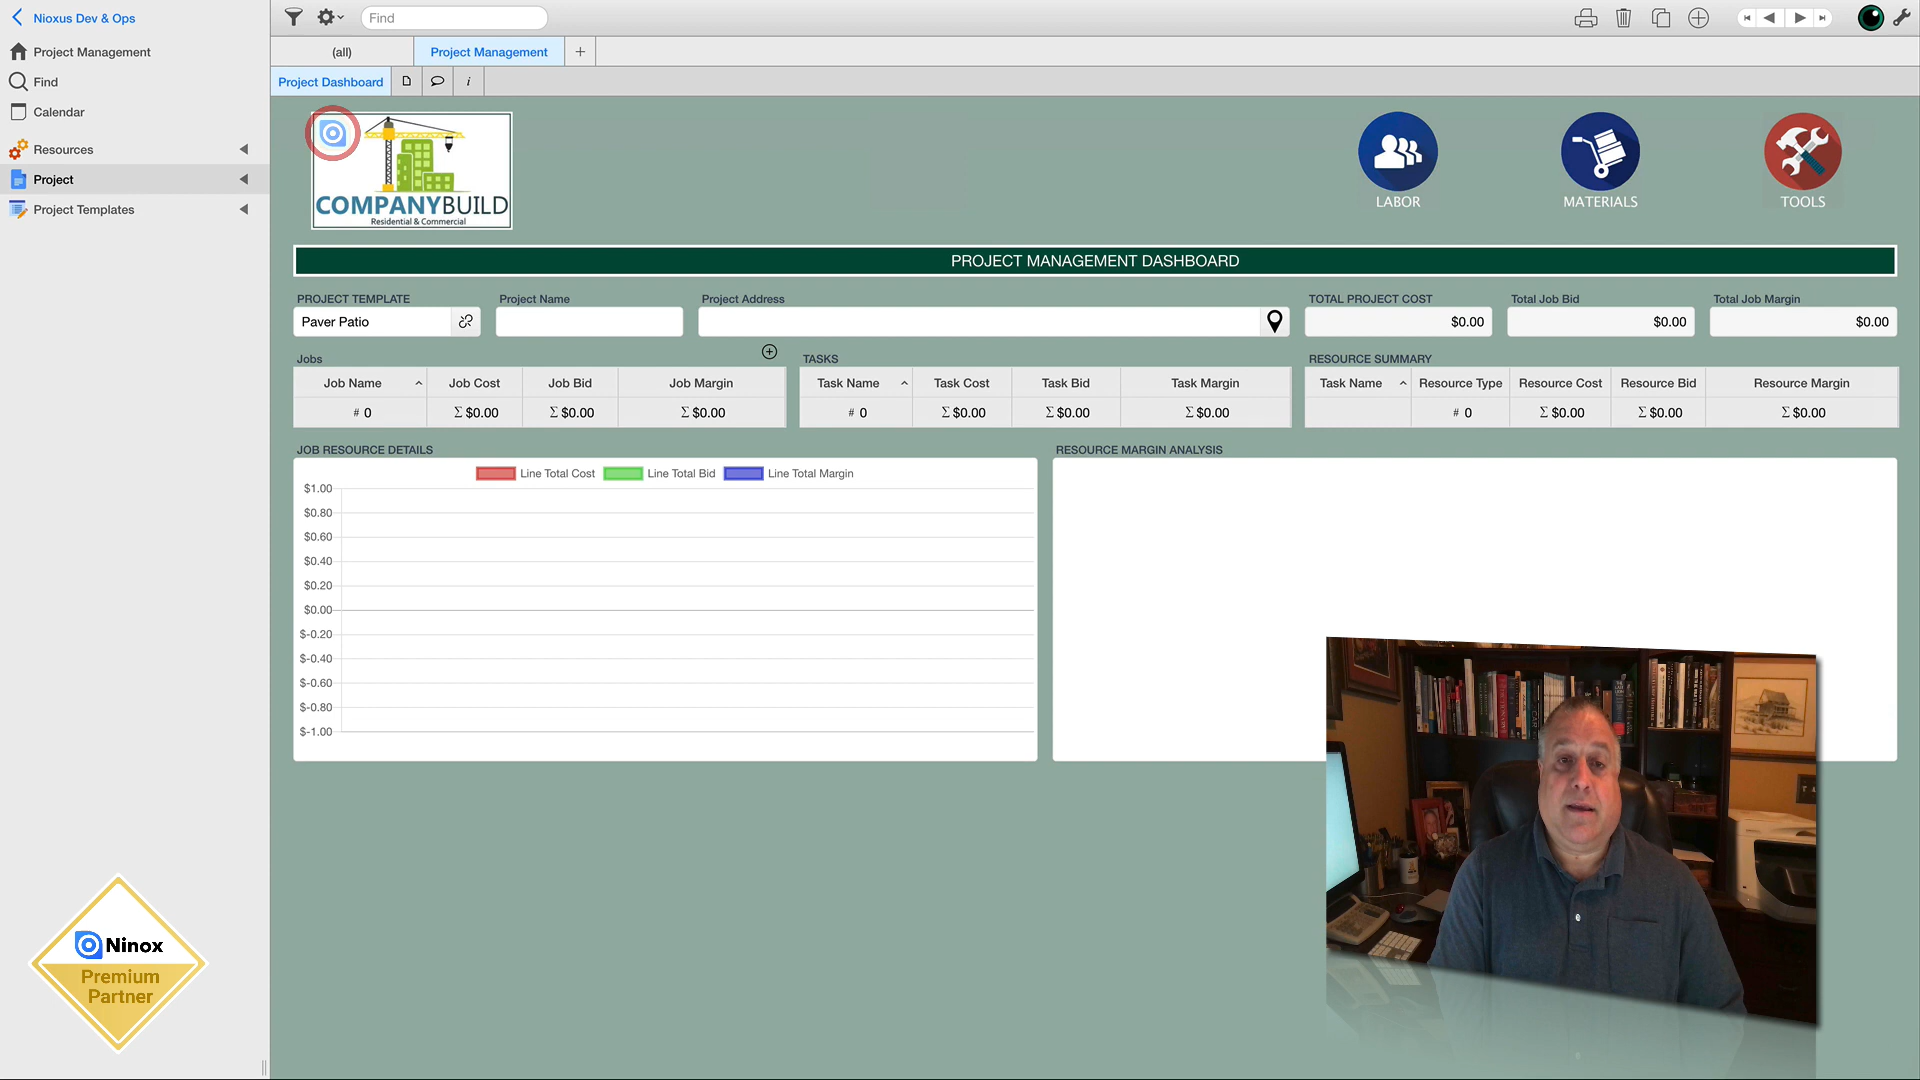 Nioxus Dev & Ops
Find
Project Management
(all)
Project Management
+
Find
Project Dashboard
i
Calendar
Resources
Project
Project Templates
COMPANYBUILD
Residential & Commercial
LABOR
MATERIALS
TOOLS
PROJECT MANAGEMENT DASHBOARD
PROJECT TEMPLATE
Project Name
Project Address
TOTAL PROJECT COST
Total Job Bid
Total Job Margin
Paver Patio
$0.00
$0.00
$0.00
Jobs
TASKS
RESOURCE SUMMARY
Job Name
Job Cost
Job Bid
Job Margin
Task Name
Task Cost
Task Bid
Task Margin
Task Name
Resource Type
Resource Cost
Resource Bid
Resource Margin
# 0
Σ $0.00
Σ $0.00
Σ $0.00
# 0
Σ $0.00
Σ $0.00
Σ $0.00
# 0
Σ $0.00
Σ $0.00
Σ $0.00
JOB RESOURCE DETAILS
RESOURCE MARGIN ANALYSIS
Line Total Cost
Line Total Bid
Line Total Margin
$1.00
$0.80
$0.60
$0.40
$0.20
$0.00
$-0.20
$-0.40
$-0.60
$-0.80
$-1.00
Ninox
Premium
Partner